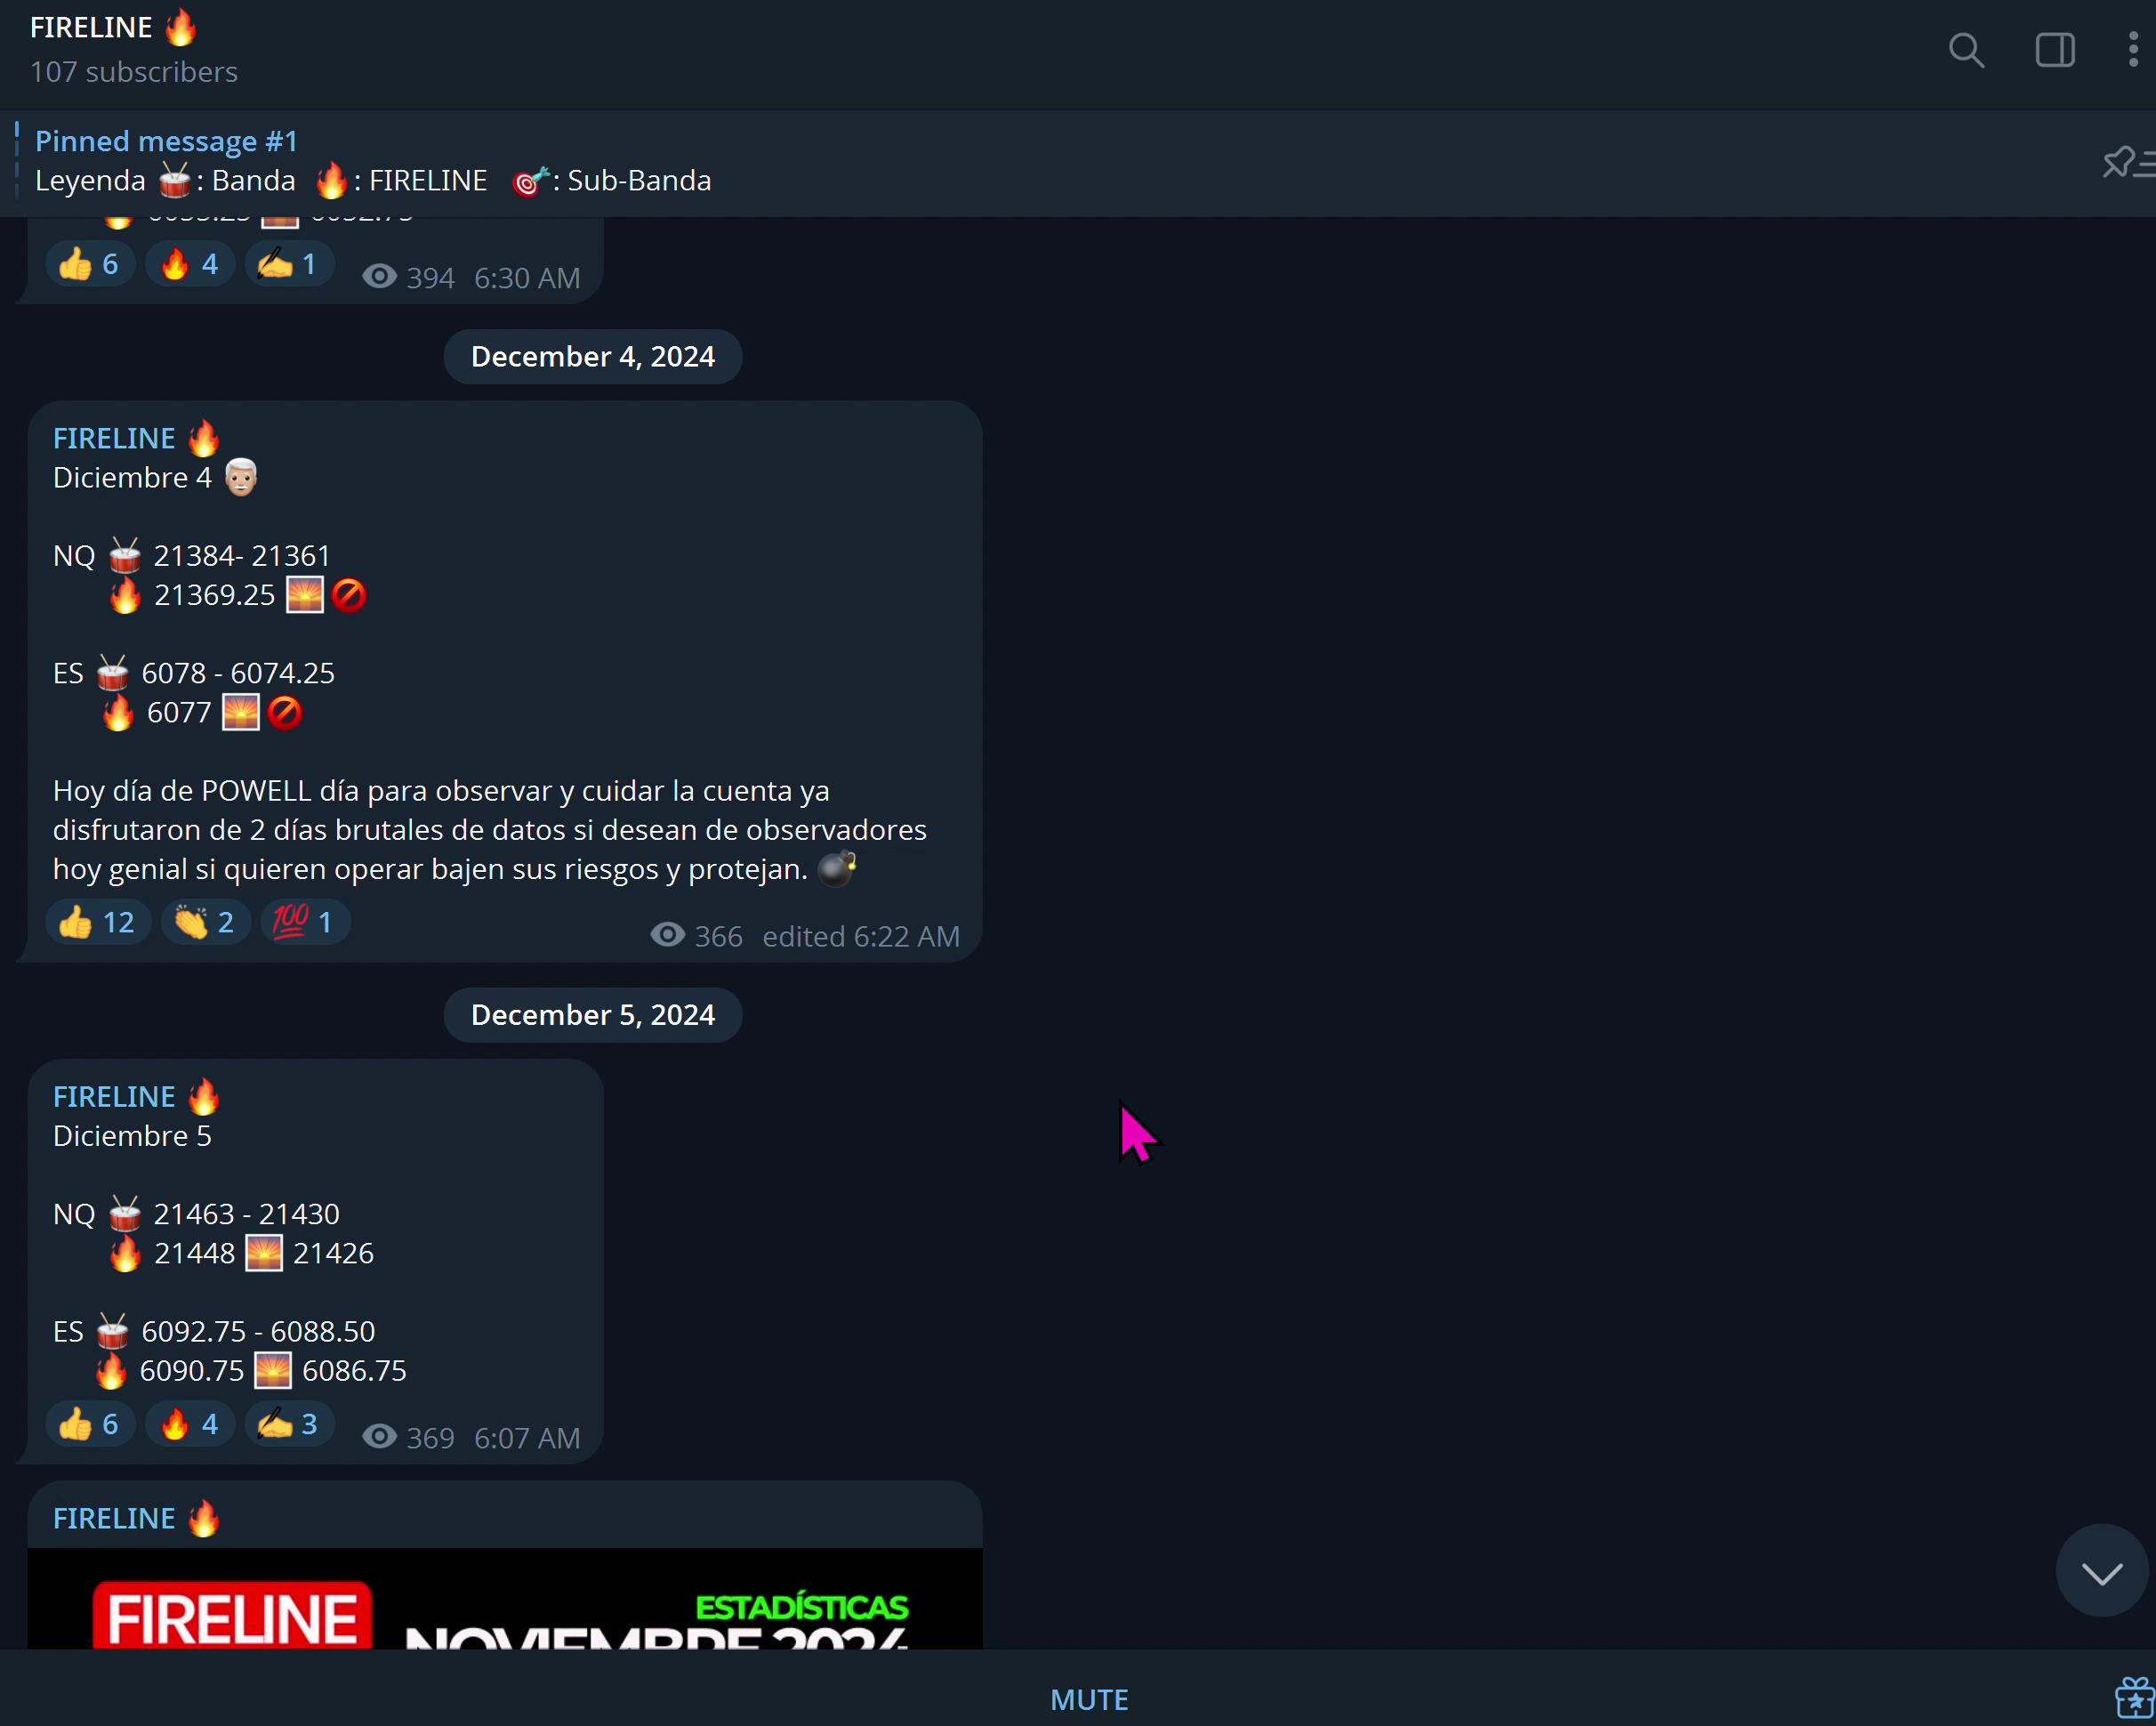 FIRELINE 🔥
107 subscribers
Pinned message #1
Leyenda 🥁: Banda 🔥: FIRELINE 🎯: Sub-Banda
👍 6 🔥 4 ✍ 1 394 6:30 AM
December 4, 2024
FIRELINE 🔥
Diciembre 4 👴🏼
NQ 🥁 21384- 21361
🔥 21369.25 🌅🚫
ES 🥁 6078 - 6074.25
🔥 6077 🌅🚫
Hoy día de POWELL día para observar y cuidar la cuenta ya
disfrutaron de 2 días brutales de datos si desean de observadores
hoy genial si quieren operar bajen sus riesgos y protejan. 💣
👍 12 👏 2 💯 1 366 edited 6:22 AM
December 5, 2024
FIRELINE 🔥
Diciembre 5
NQ 🥁 21463 - 21430
🔥 21448 🌅 21426
ES 🥁 6092.75 - 6088.50
🔥 6090.75 🌅 6086.75
👍 6 🔥 4 ✍ 3 369 6:07 AM
FIRELINE 🔥
FIRELINE
ESTADÍSTICAS
NOVIEMBRE 2024
MUTE